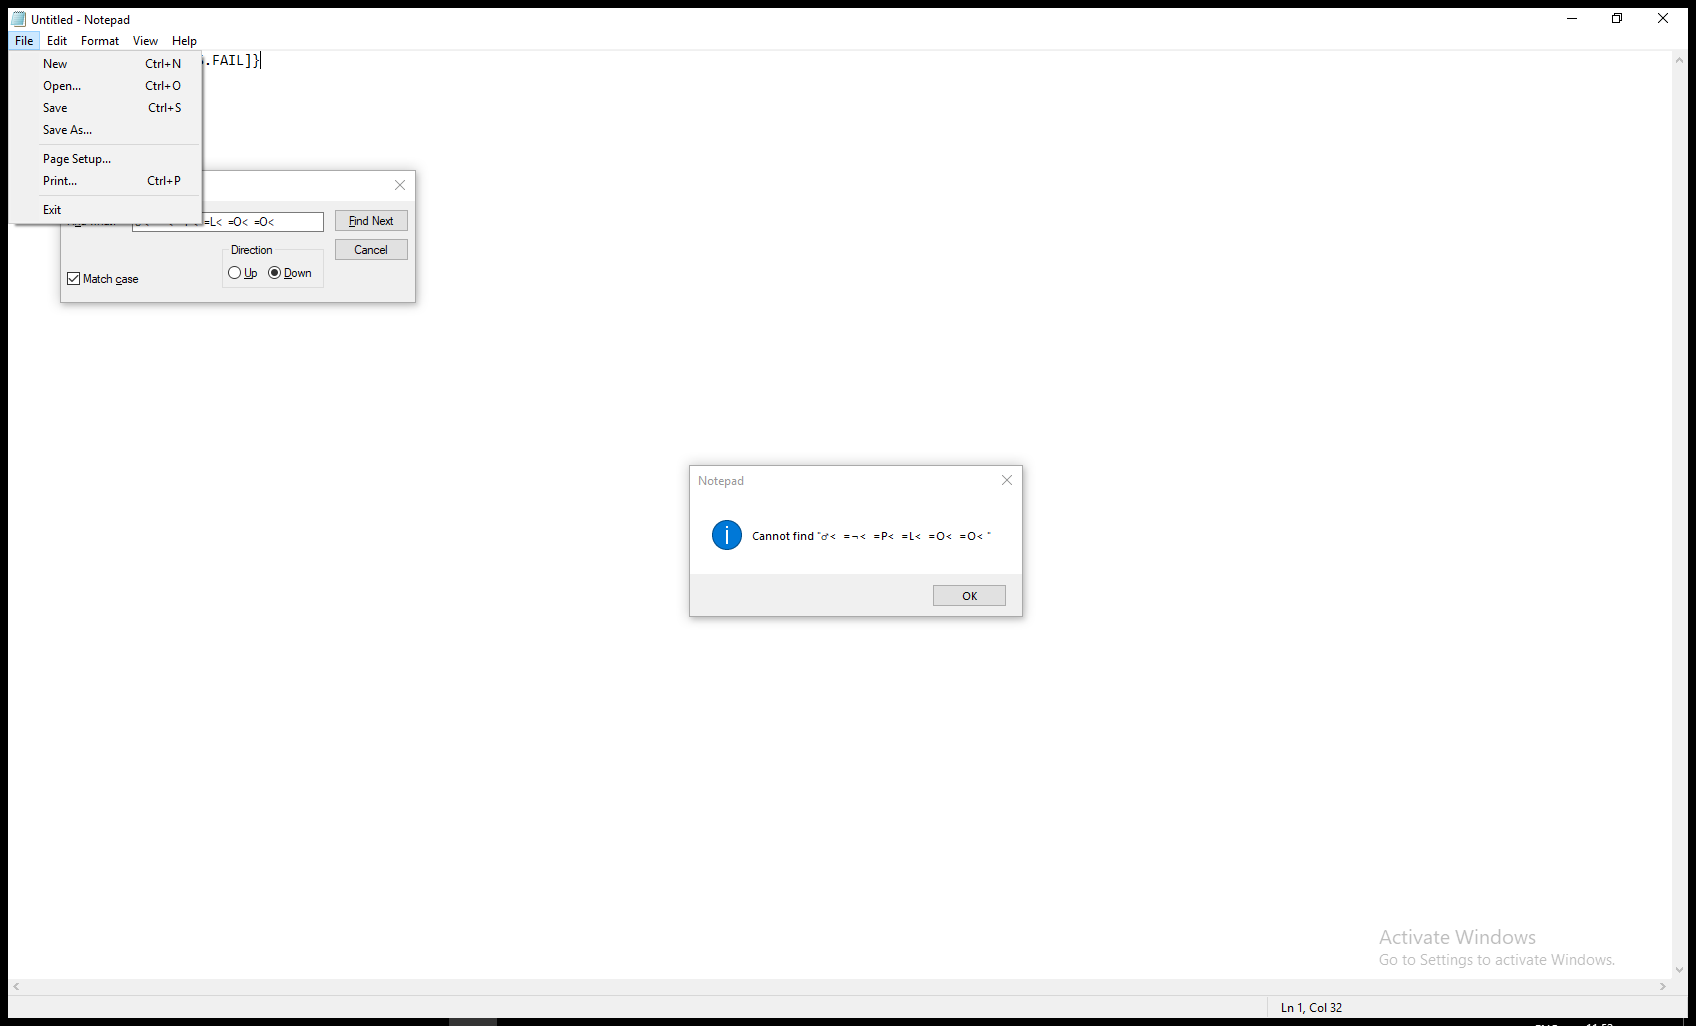 Untitled - Notepad
File Edit Format View Help
New Ctrl+N
Open... Ctrl+O
Save Ctrl+S
Save As...
Page Setup...
Print... Ctrl+P
Exit
.FAIL]}
=L< =O< =O<
Find Next
Cancel
Direction
Up Down
Match case
Notepad
Cannot find "♂< =¬< =P< =L< =O< =O< "
OK
Activate Windows
Go to Settings to activate Windows.
Ln 1, Col 32